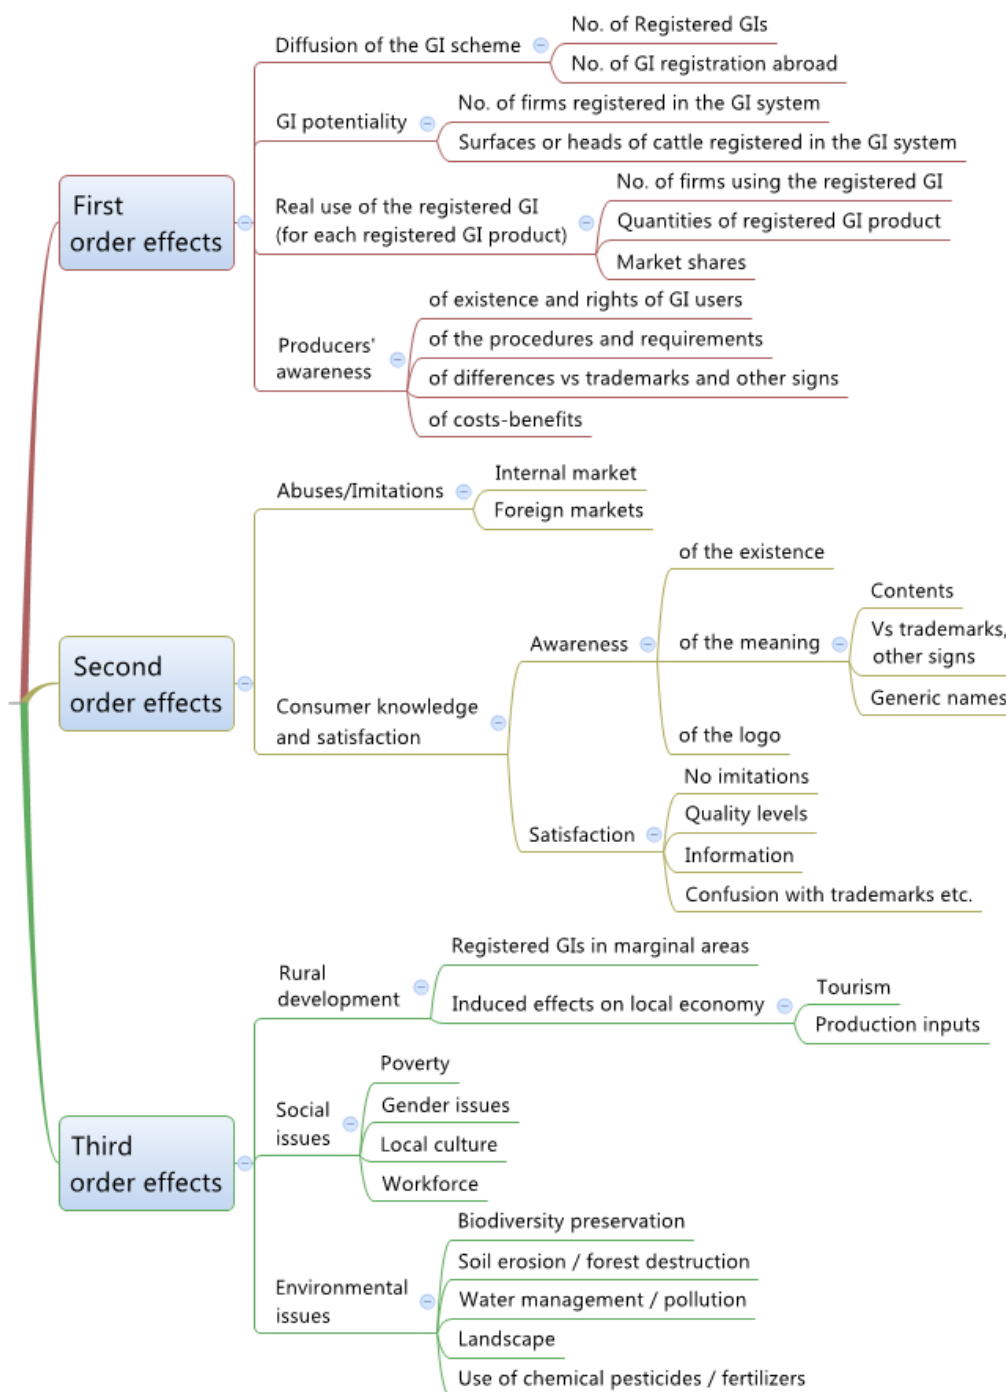 First
order effects
Diffusion of the GI scheme
No. of Registered GIs
No. of GI registration abroad
GI potentiality
No. of firms registered in the GI system
Surfaces or heads of cattle registered in the GI system
Real use of the registered GI
(for each registered GI product)
No. of firms using the registered GI
Quantities of registered GI product
Market shares
Producers'
awareness
of existence and rights of GI users
of the procedures and requirements
of differences vs trademarks and other signs
of costs-benefits
Second
order effects
Abuses/Imitations
Internal market
Foreign markets
Consumer knowledge
and satisfaction
Awareness
of the existence
of the meaning
Contents
Vs trademarks,
other signs
Generic names
of the logo
Satisfaction
No imitations
Quality levels
Information
Confusion with trademarks etc.
Third
order effects
Rural
development
Registered GIs in marginal areas
Induced effects on local economy
Tourism
Production inputs
Social
issues
Poverty
Gender issues
Local culture
Workforce
Environmental
issues
Biodiversity preservation
Soil erosion / forest destruction
Water management / pollution
Landscape
Use of chemical pesticides / fertilizers